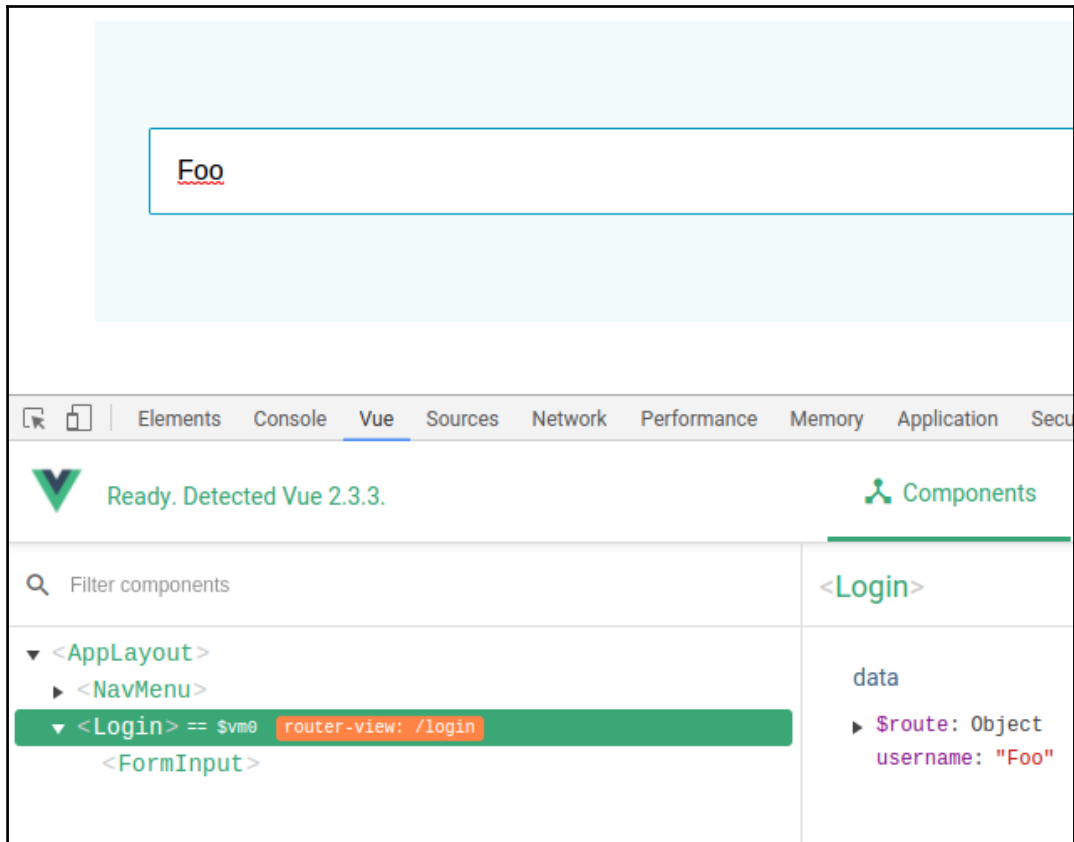 Foo
Elements Console Vue Sources Network Performance Memory Application Secu
Ready. Detected Vue 2.3.3.
Components
Filter components
<Login>
▼ <AppLayout>
▶ <NavMenu>
▼ <Login> == $vm0 router-view: /login
<FormInput>
data
▶ $route: Object
username: "Foo"